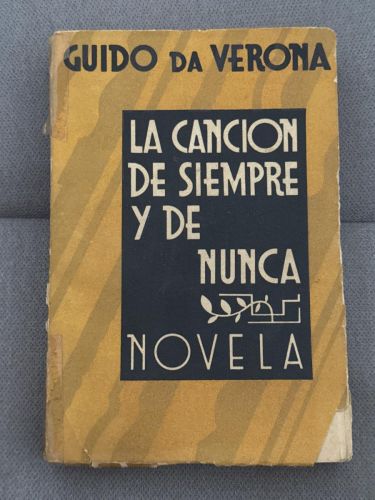 GUIDO DA VERONA
LA CANCION
DE SIEMPRE
Y DE
NUNCA
NOVELA